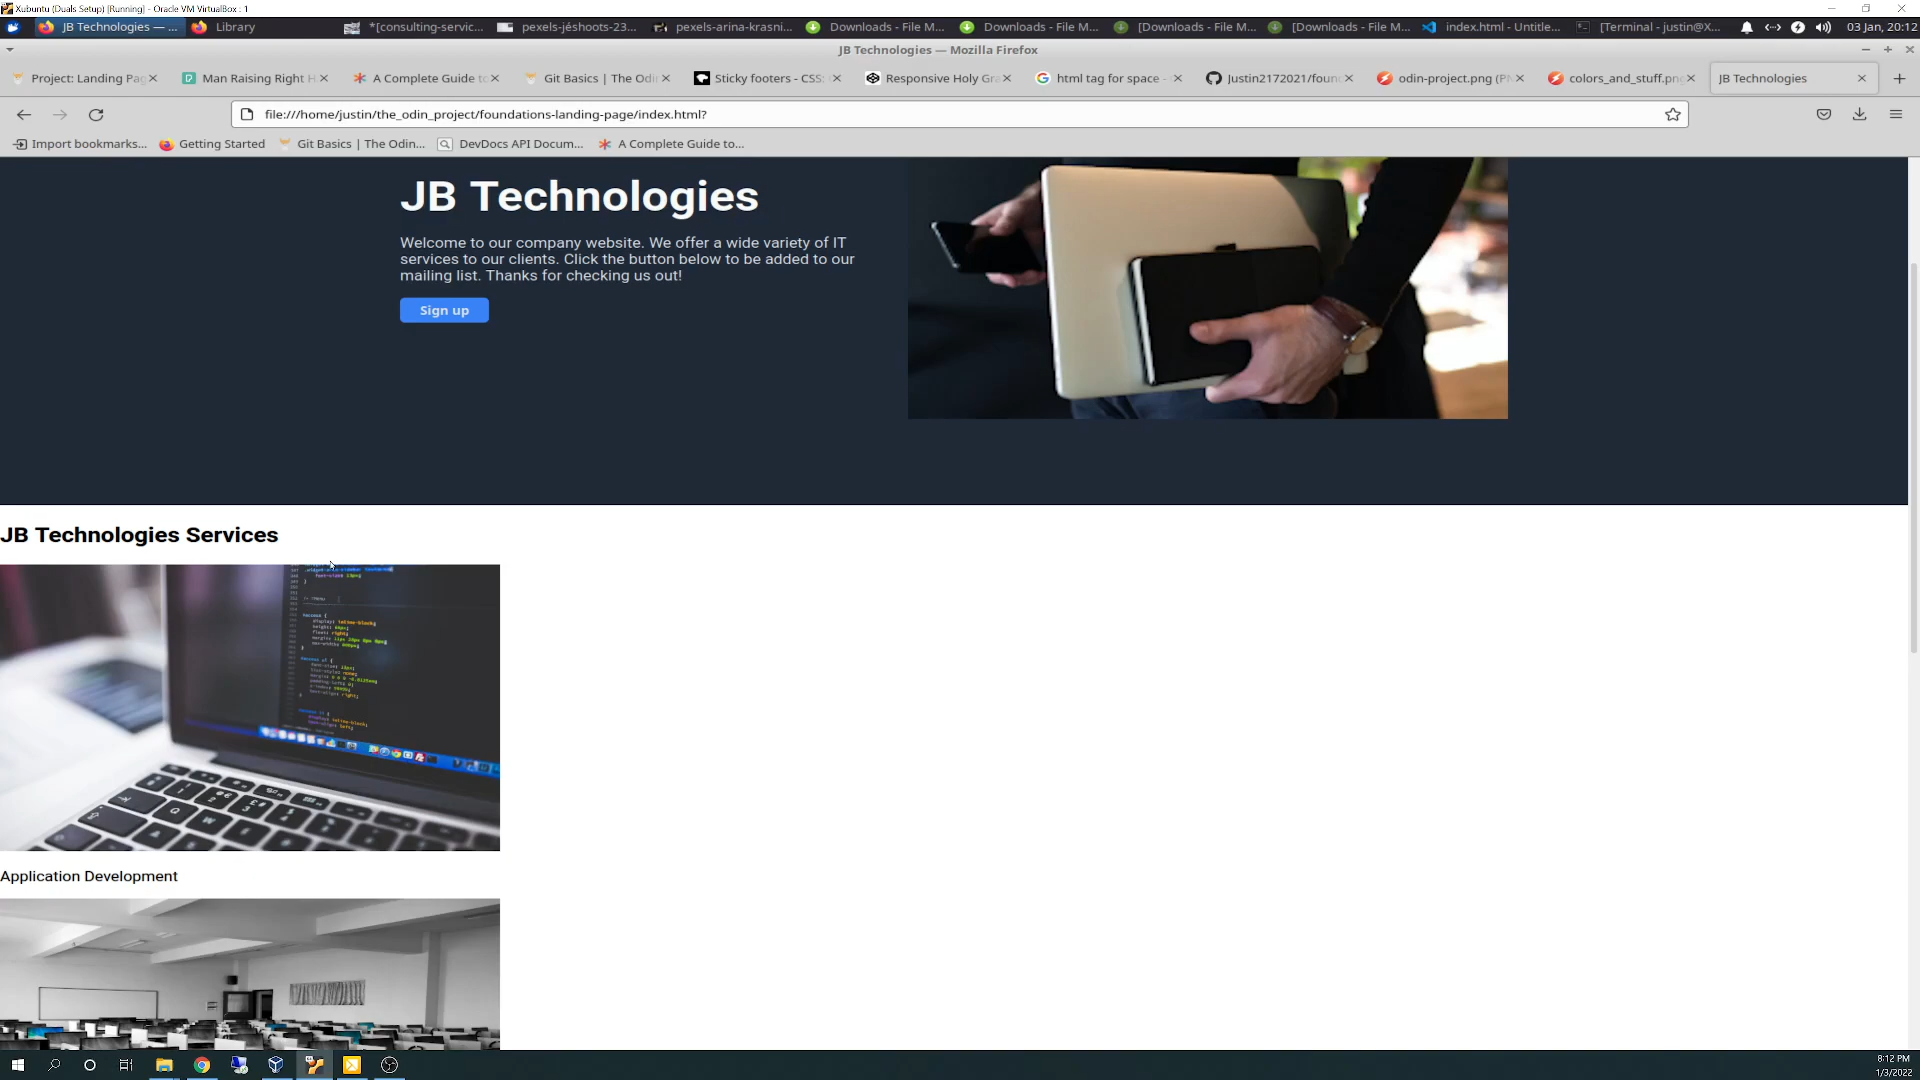 Xubuntu (Duals Setup) [Running] - Oracle VM VirtualBox : 1
JB Technologies — ...
Library
*[consulting-servic...
pexels-jéshoots-23...
pexels-arina-krasni...
Downloads - File M...
Downloads - File M...
[Downloads - File M...
[Downloads - File M...
index.html - Untitle...
[Terminal - justin@X...
03 Jan, 20:12
JB Technologies — Mozilla Firefox
Project: Landing Pag
Man Raising Right H
A Complete Guide to
Git Basics | The Odi
Sticky footers - CSS:
Responsive Holy Gra
html tag for space -
Justin2172021/foun
odin-project.png (P
colors_and_stuff.png
JB Technologies
file:///home/justin/the_odin_project/foundations-landing-page/index.html?
Import bookmarks...
Getting Started
Git Basics | The Odin...
DevDocs API Docum...
A Complete Guide to...
JB Technologies
Welcome to our company website. We offer a wide variety of IT
services to our clients. Click the button below to be added to our
mailing list. Thanks for checking us out!
Sign up
JB Technologies Services
Application Development
8:12 PM
1/3/2022